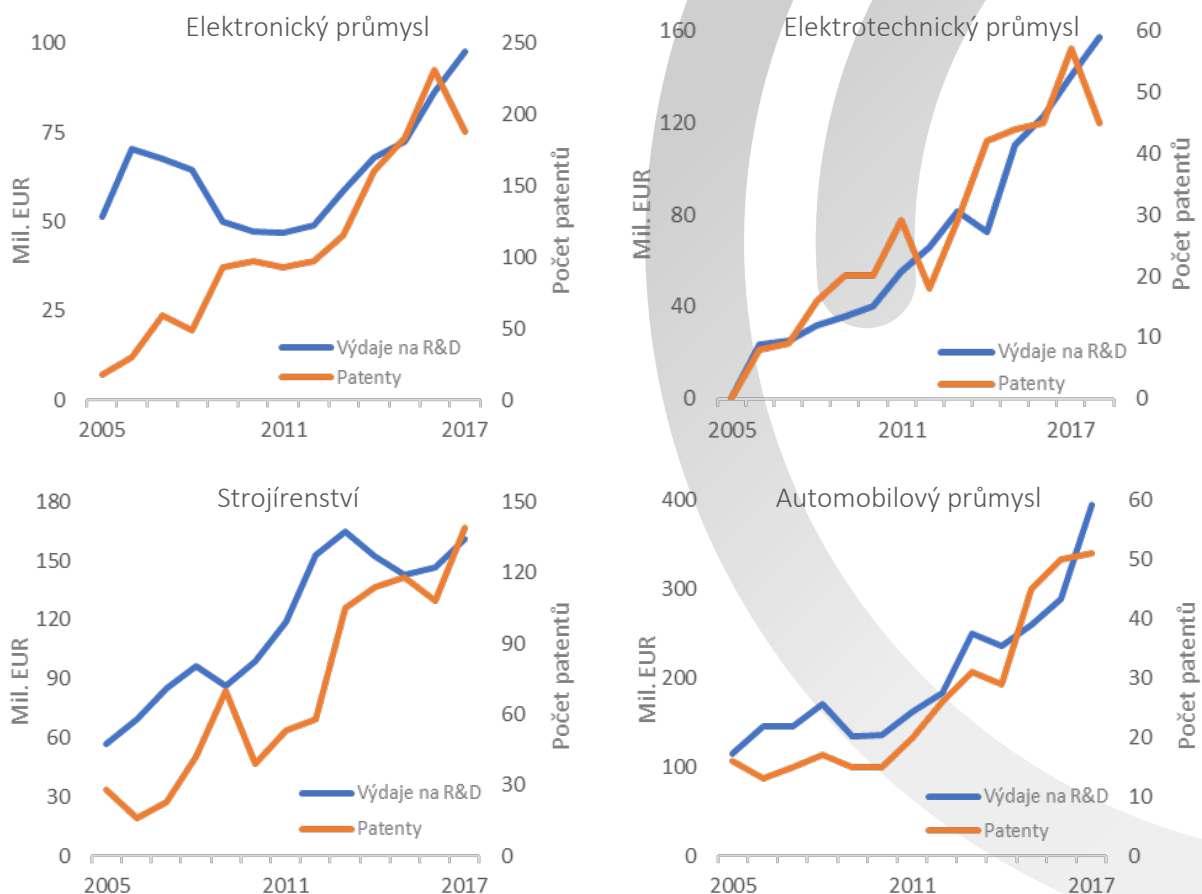 Elektronický průmysl
100
75
50
25
0
250
200
150
100
50
0
Mil. EUR
Počet patentů
Výdaje na R&D
Patenty
2005 2011 2017
Elektrotechnický průmysl
160
120
80
40
0
60
50
40
30
20
10
0
Mil. EUR
Počet patentů
Výdaje na R&D
Patenty
2005 2011 2017
Strojírenství
180
150
120
90
60
30
0
150
120
90
60
30
0
Mil. EUR
Počet patentů
Výdaje na R&D
Patenty
2005 2011 2017
Automobilový průmysl
400
300
200
100
0
60
50
40
30
20
10
0
Mil. EUR
Počet patentů
Výdaje na R&D
Patenty
2005 2011 2017